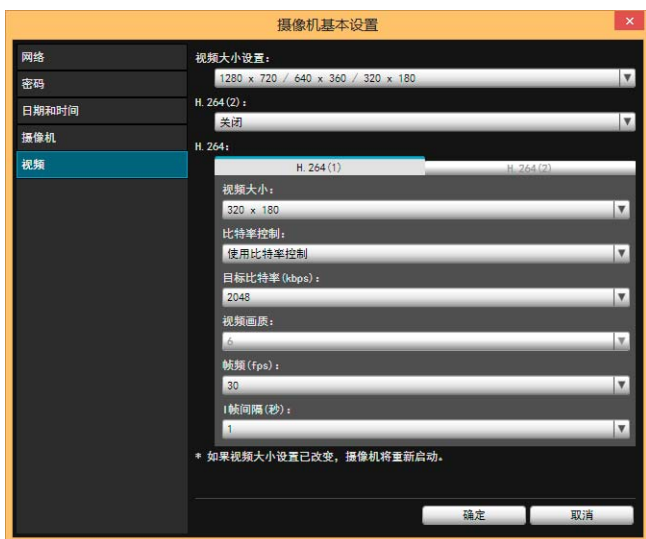 摄像机基本设置
网络
密码
日期和时间
摄像机
视频
视频大小设置：
1280 x 720 / 640 x 360 / 320 x 180
H.264(2)：
关闭
H.264：
H.264(1)
H.264(2)
视频大小：
320 x 180
比特率控制：
使用比特率控制
目标比特率(kbps)：
2048
视频画质：
6
帧频(fps)：
30
I帧间隔(秒)：
1
* 如果视频大小设置已改变，摄像机将重新启动。
确定
取消